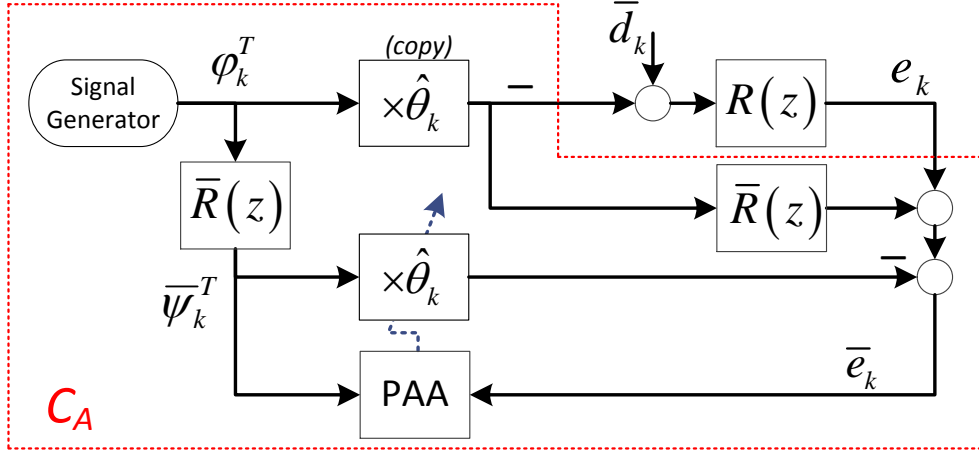 Signal
Generator
φ_k^T
(copy)
×θ̂_k
−
d̄_k
R(z)
e_k
R̄(z)
R̄(z)
ψ̄_k^T
×θ̂_k
−
PAA
ē_k
C_A